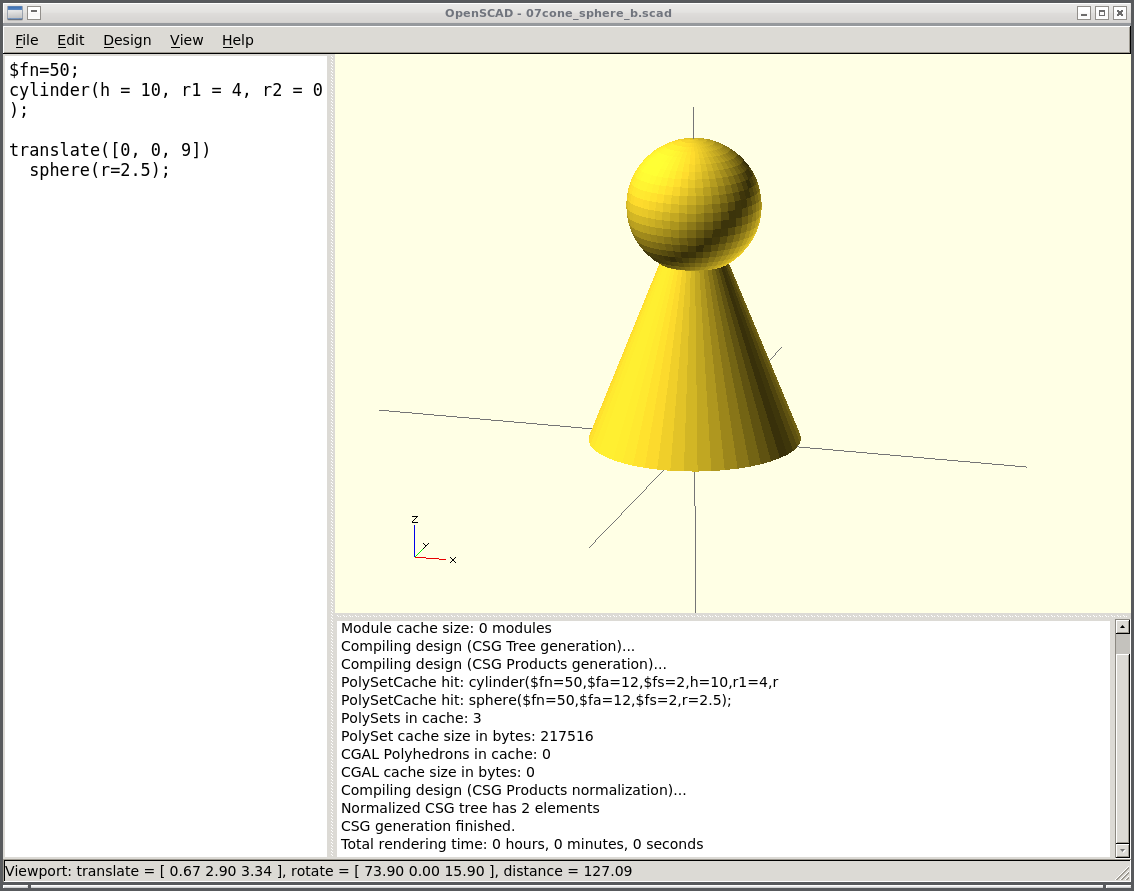 OpenSCAD - 07cone_sphere_b.scad
File Edit Design View Help
$fn=50;
cylinder(h = 10, r1 = 4, r2 = 0
);
translate([0, 0, 9])
  sphere(r=2.5);
z
y
x
Module cache size: 0 modules
Compiling design (CSG Tree generation)...
Compiling design (CSG Products generation)...
PolySetCache hit: cylinder($fn=50,$fa=12,$fs=2,h=10,r1=4,r
PolySetCache hit: sphere($fn=50,$fa=12,$fs=2,r=2.5);
PolySets in cache: 3
PolySet cache size in bytes: 217516
CGAL Polyhedrons in cache: 0
CGAL cache size in bytes: 0
Compiling design (CSG Products normalization)...
Normalized CSG tree has 2 elements
CSG generation finished.
Total rendering time: 0 hours, 0 minutes, 0 seconds
Viewport: translate = [ 0.67 2.90 3.34 ], rotate = [ 73.90 0.00 15.90 ], distance = 127.09